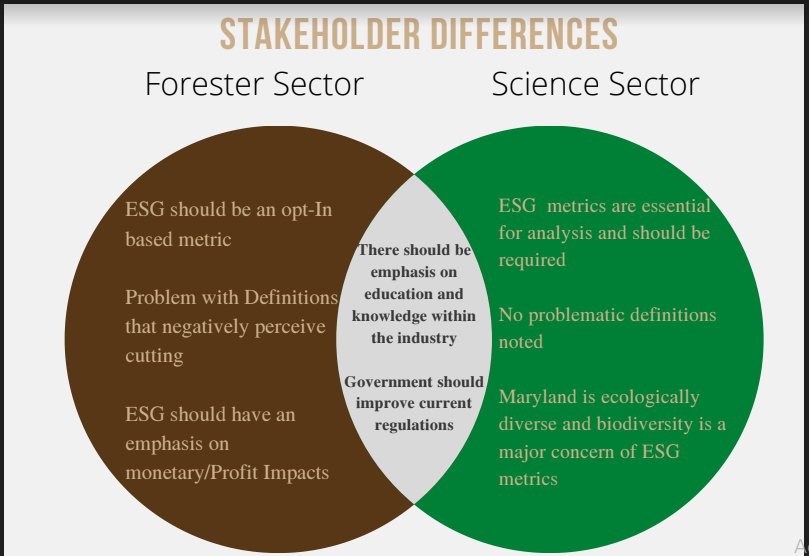 STAKEHOLDER DIFFERENCES
Forester Sector
Science Sector
ESG should be an opt-In
based metric
Problem with Definitions
that negatively perceive
cutting
ESG should have an
emphasis on
monetary/Profit Impacts
There should be
emphasis on
education and
knowledge within
the industry
Government should
improve current
regulations
ESG metrics are essential
for analysis and should be
required
No problematic definitions
noted
Maryland is ecologically
diverse and biodiversity is a
major concern of ESG
metrics